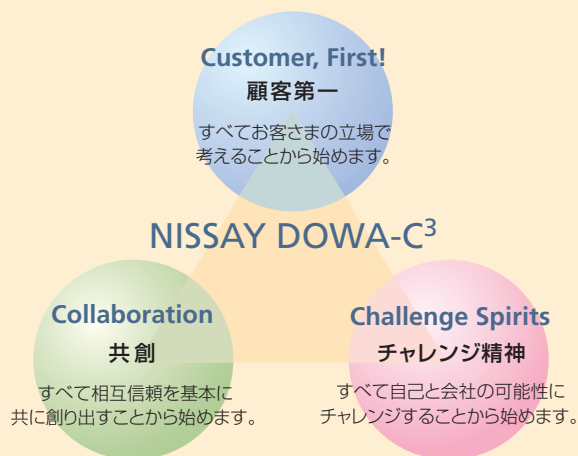 Customer, First!
顧客第一
すべてお客さまの立場で
考えることから始めます。
NISSAY DOWA-C³
Collaboration
共創
すべて相互信頼を基本に
共に創り出すことから始めます。
Challenge Spirits
チャレンジ精神
すべて自己と会社の可能性に
チャレンジすることから始めます。